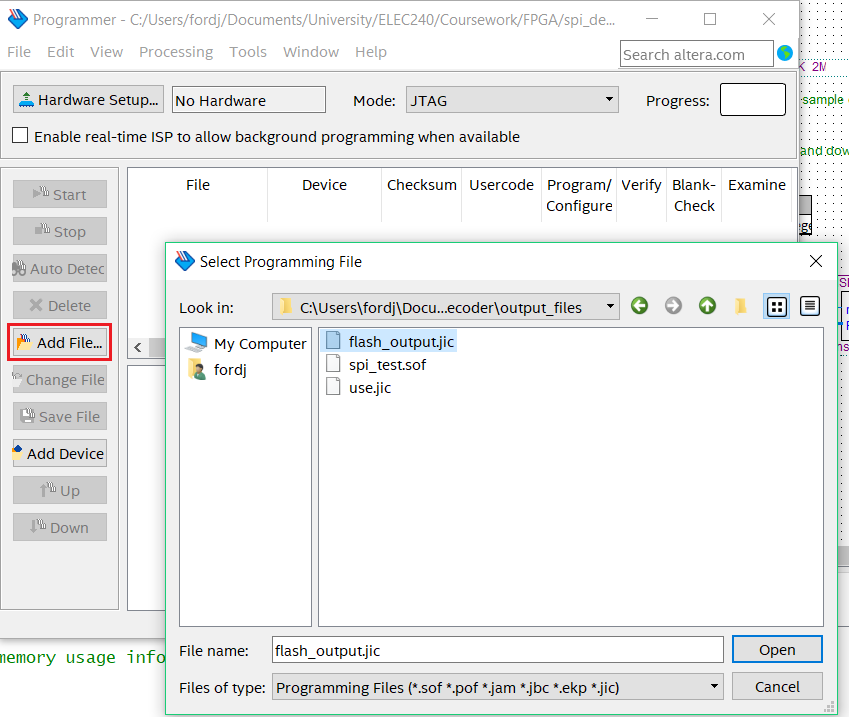 Programmer - C:/Users/fordj/Documents/University/ELEC240/Coursework/FPGA/spi_de...
File Edit View Processing Tools Window Help
Search altera.com
K 2M
Hardware Setup... No Hardware Mode: JTAG Progress:
sample
Enable real-time ISP to allow background programming when available
and dow
File Device Checksum Usercode Program/ Configure Verify Blank- Check Examine
Start
Stop
Auto Detec
Delete
Add File...
Change File
Save File
Add Device
Up
Down
Select Programming File
Look in: C:\Users\fordj\Docu...ecoder\output_files
My Computer
fordj
flash_output.jic
spi_test.sof
use.jic
File name: flash_output.jic Open
Files of type: Programming Files (*.sof *.pof *.jam *.jbc *.ekp *.jic) Cancel
memory usage info